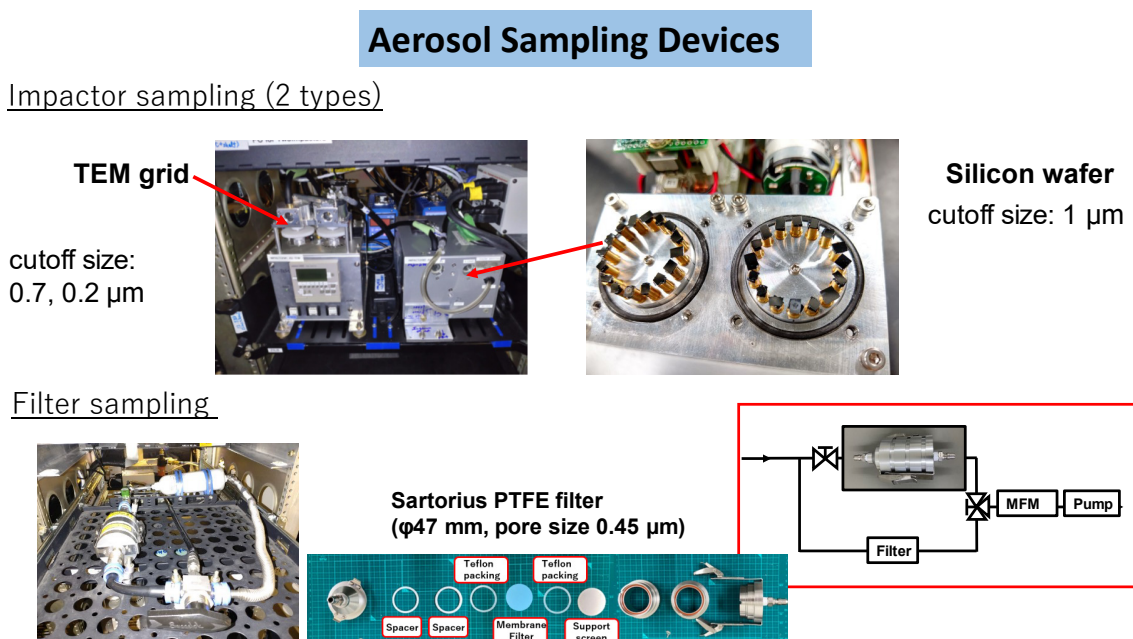 Aerosol Sampling Devices
Impactor sampling (2 types)
TEM grid
cutoff size:
0.7, 0.2 μm
Silicon wafer
cutoff size: 1 μm
Filter sampling
Sartorius PTFE filter
(φ47 mm, pore size 0.45 μm)
Teflon
packing
Teflon
packing
Spacer
Spacer
Membrane
Filter
Support
screen
MFM
Pump
Filter